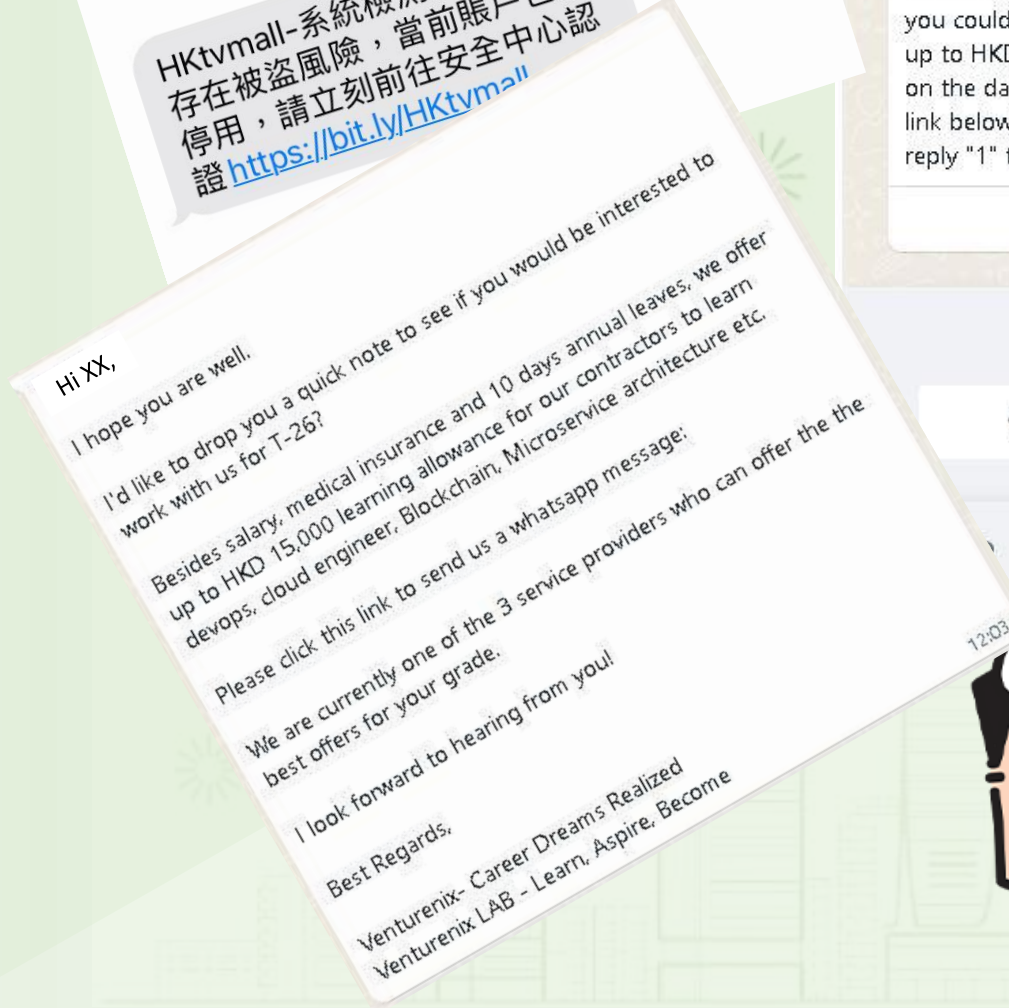 HKtvmall-系統檢測
存在被盜風險，當前賬戶已
停用，請立刻前往安全中心認
證 https://bit.ly/HKtvmall
you could
up to HKD
on the da
link below
reply "1"
Hi XX,
I hope you are well.
I'd like to drop you a quick note to see if you would be interested to
work with us for T-26?
Besides salary, medical insurance and 10 days annual leaves, we offer
up to HKD 15,000 learning allowance for our contractors to learn
devops, cloud engineer, Blockchain, Microservice architecture etc.
Please click this link to send us a whatsapp message:
We are currently one of the 3 service providers who can offer the the
best offers for your grade.
I look forward to hearing from you!
Best Regards,
Venturenix- Career Dreams Realized
Venturenix LAB - Learn, Aspire, Become
12:03